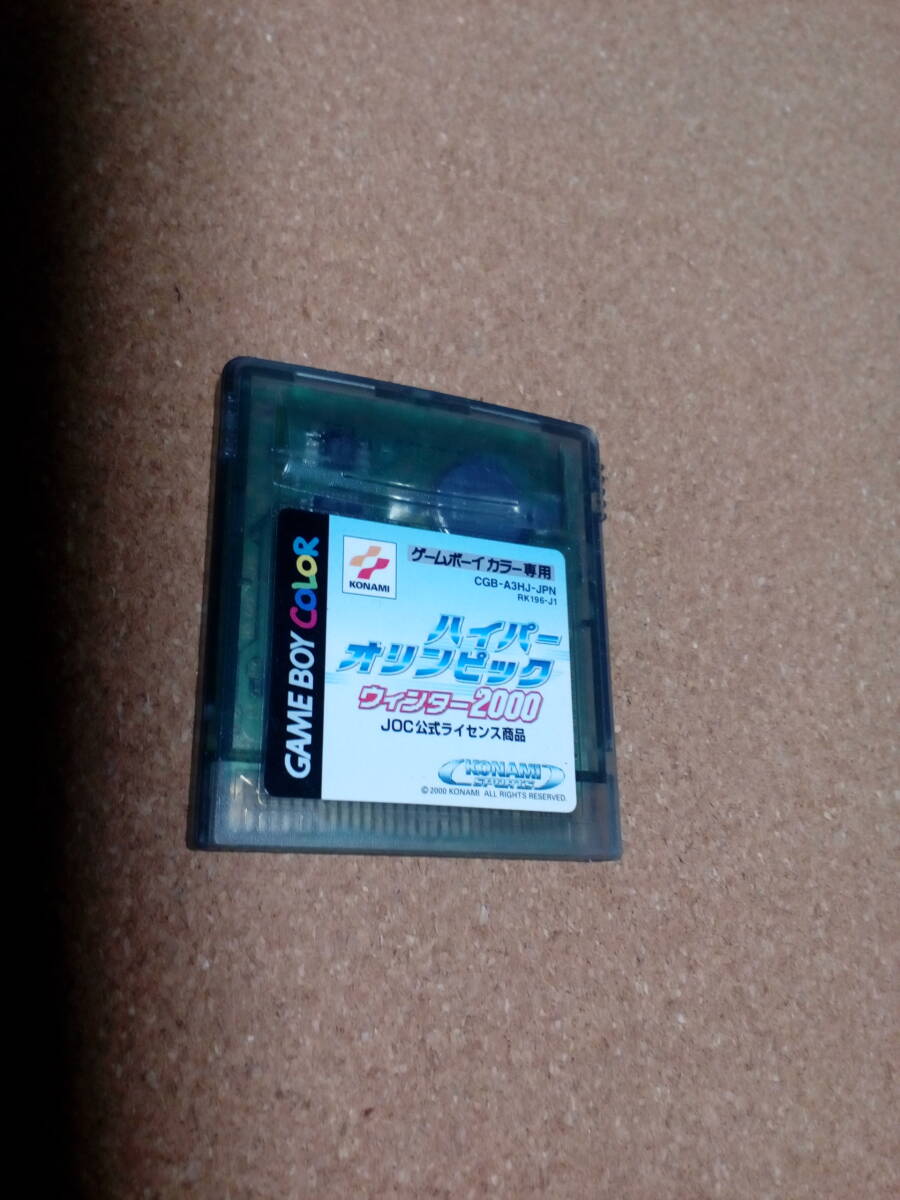 GAME BOY COLOR
KONAMI
ゲームボーイカラー専用
CGB-A3HJ-JPN
RK196-J1
ハイパー
オリンピック
ウィンター2000
JOC公式ライセンス商品
KONAMI
SPORTS
© 2000 KONAMI ALL RIGHTS RESERVED.